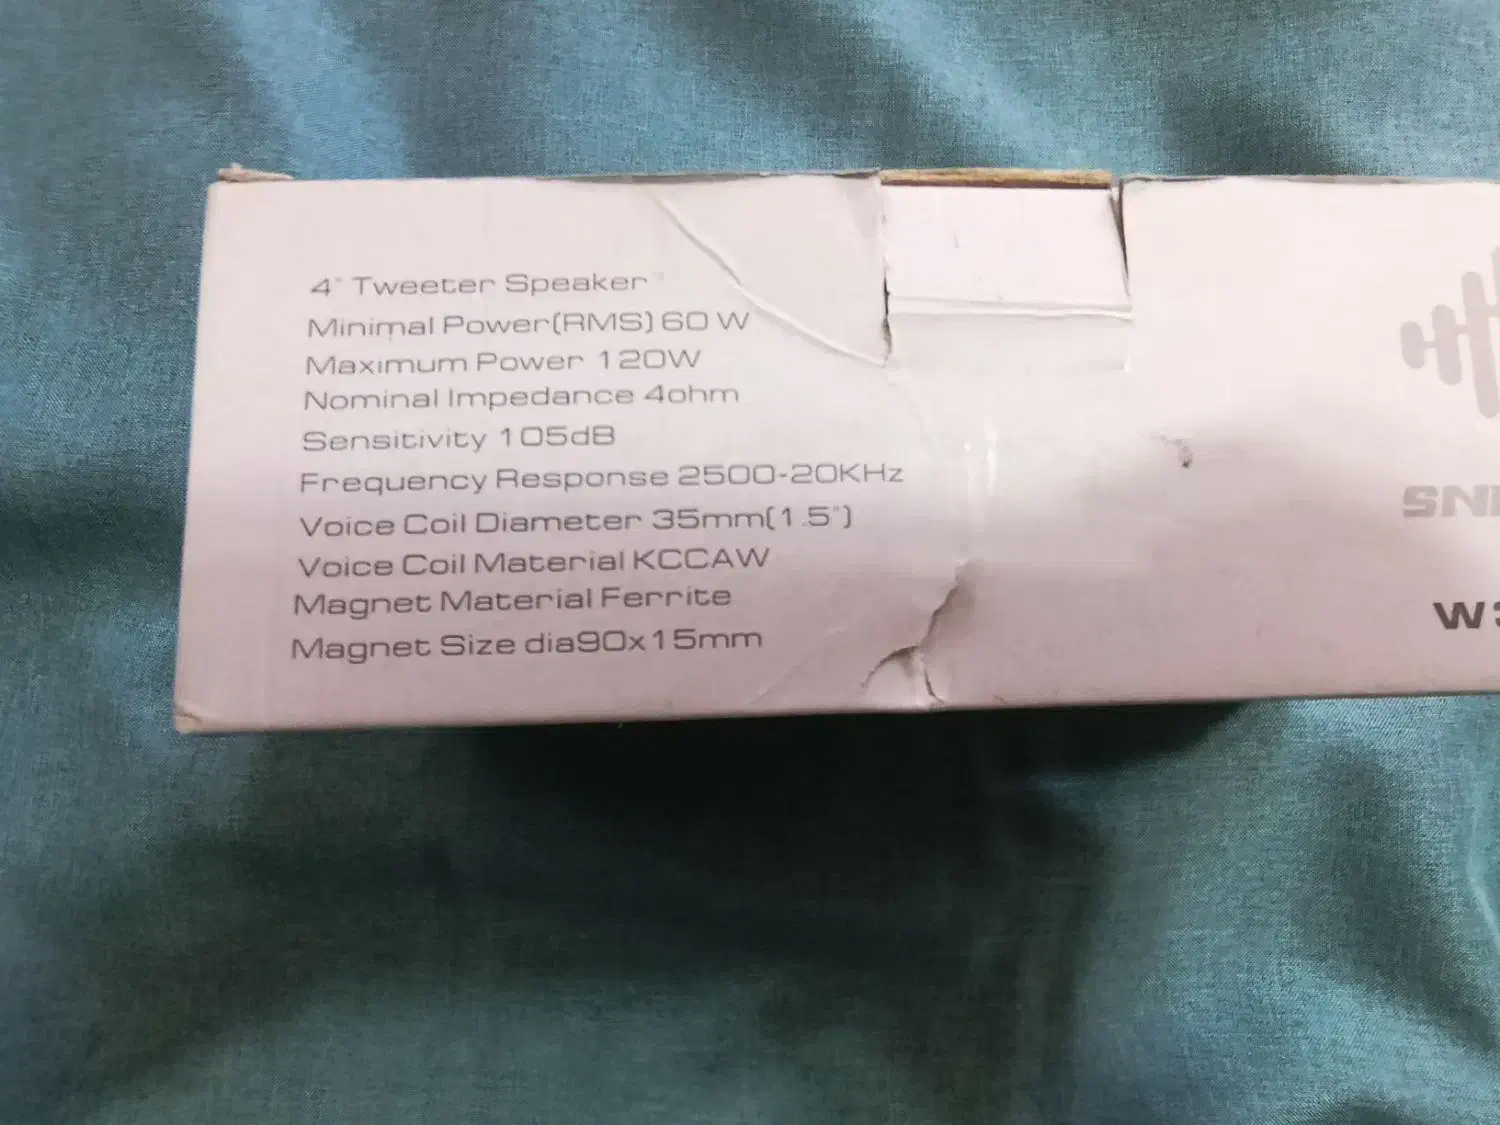 4" Tweeter Speaker
Minimal Power(RMS) 60 W
Maximum Power 120W
Nominal Impedance 4ohm
Sensitivity 105dB
Frequency Response 2500-20KHz
Voice Coil Diameter 35mm(1.5")
Voice Coil Material KCCAW
Magnet Material Ferrite
Magnet Size dia90x15mm